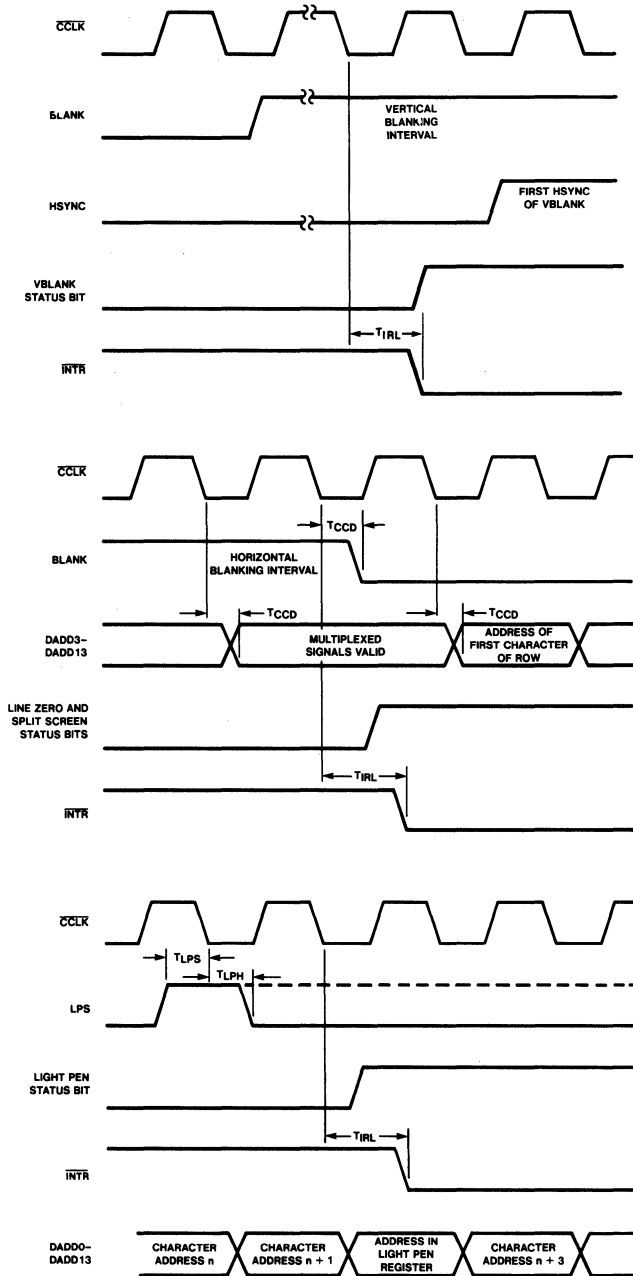 CCLK
BLANK
VERTICAL
BLANKING
INTERVAL
HSYNC
FIRST HSYNC
OF VBLANK
VBLANK
STATUS BIT
TIRL
INTR
CCLK
TCCD
BLANK
HORIZONTAL
BLANKING INTERVAL
TCCD
TCCD
DADD3–
DADD13
MULTIPLEXED
SIGNALS VALID
ADDRESS OF
FIRST CHARACTER
OF ROW
LINE ZERO AND
SPLIT SCREEN
STATUS BITS
TIRL
INTR
CCLK
TLPS
TLPH
LPS
LIGHT PEN
STATUS BIT
TIRL
INTR
DADD0–
DADD13
CHARACTER
ADDRESS n
CHARACTER
ADDRESS n + 1
ADDRESS IN
LIGHT PEN
REGISTER
CHARACTER
ADDRESS n + 3